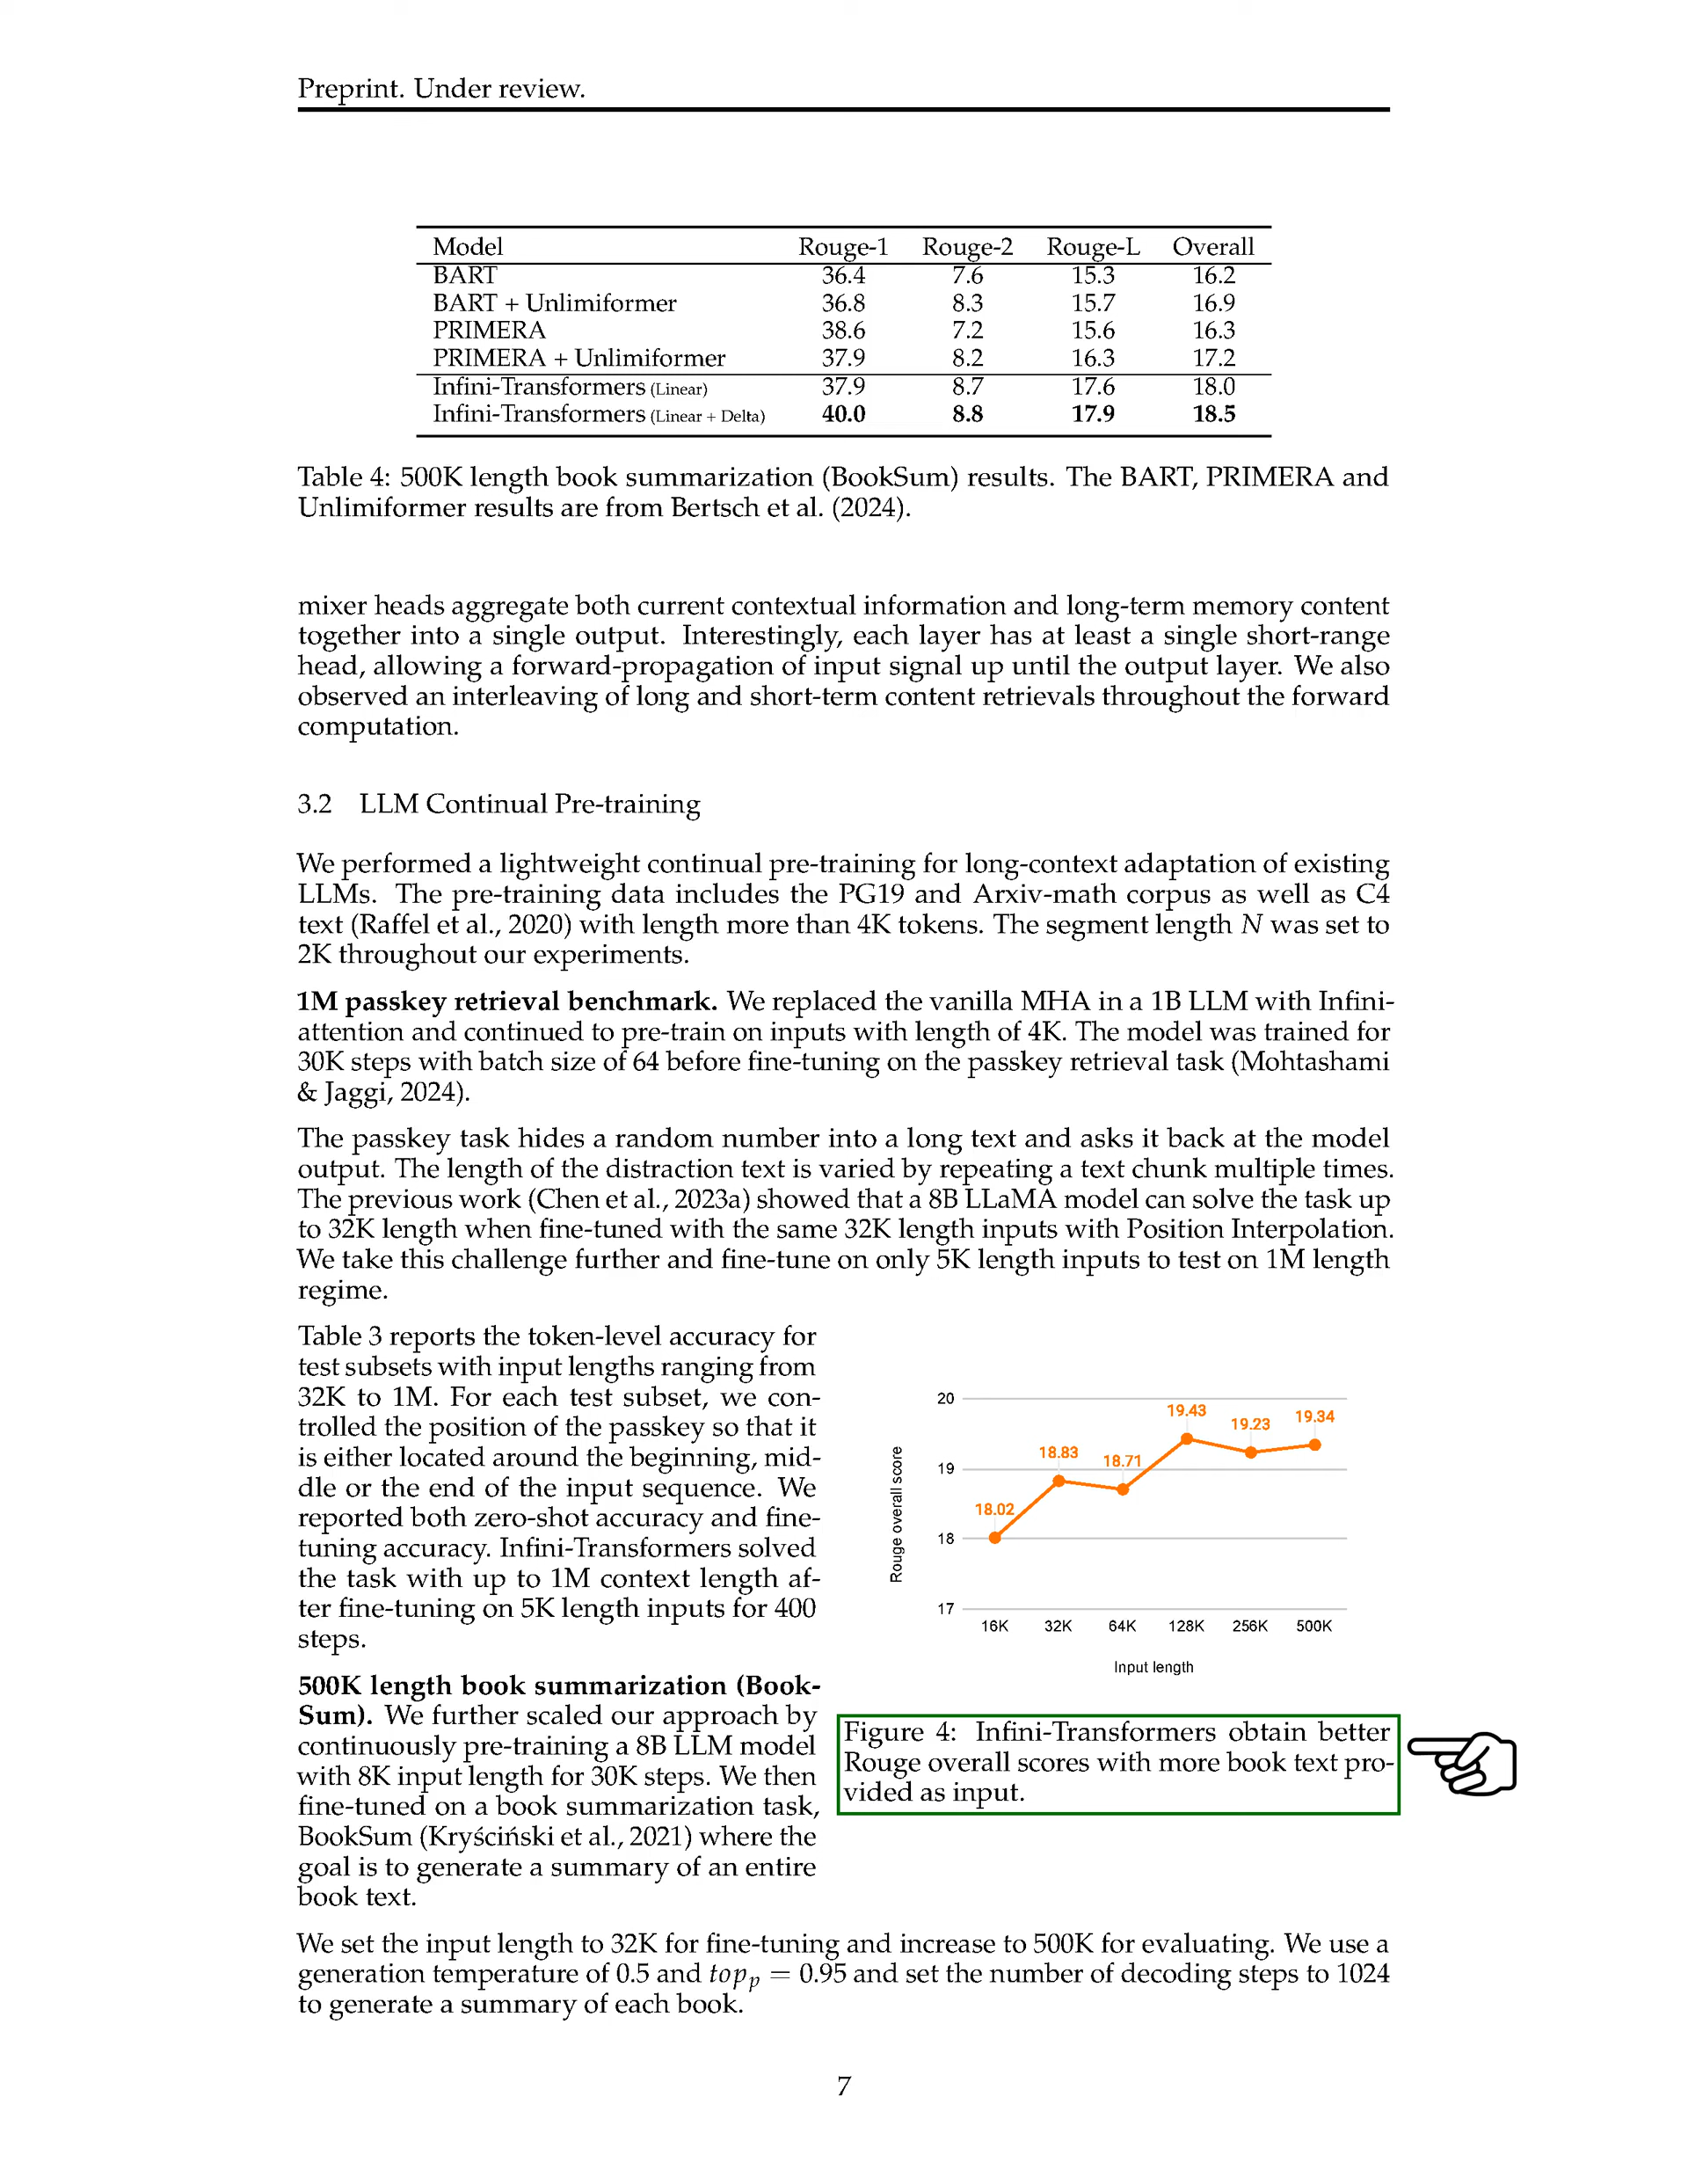 Preprint. Under review.
Model Rouge-1 Rouge-2 Rouge-L Overall
BART 36.4 7.6 15.3 16.2
BART + Unlimiformer 36.8 8.3 15.7 16.9
PRIMERA 38.6 7.2 15.6 16.3
PRIMERA + Unlimiformer 37.9 8.2 16.3 17.2
Infini-Transformers (Linear) 37.9 8.7 17.6 18.0
Infini-Transformers (Linear + Delta) 40.0 8.8 17.9 18.5
Table 4: 500K length book summarization (BookSum) results. The BART, PRIMERA and
Unlimiformer results are from Bertsch et al. (2024).
mixer heads aggregate both current contextual information and long-term memory content
together into a single output. Interestingly, each layer has at least a single short-range
head, allowing a forward-propagation of input signal up until the output layer. We also
observed an interleaving of long and short-term content retrievals throughout the forward
computation.
3.2 LLM Continual Pre-training
We performed a lightweight continual pre-training for long-context adaptation of existing
LLMs. The pre-training data includes the PG19 and Arxiv-math corpus as well as C4
text (Raffel et al., 2020) with length more than 4K tokens. The segment length N was set to
2K throughout our experiments.
1M passkey retrieval benchmark. We replaced the vanilla MHA in a 1B LLM with Infini-
attention and continued to pre-train on inputs with length of 4K. The model was trained for
30K steps with batch size of 64 before fine-tuning on the passkey retrieval task (Mohtashami
& Jaggi, 2024).
The passkey task hides a random number into a long text and asks it back at the model
output. The length of the distraction text is varied by repeating a text chunk multiple times.
The previous work (Chen et al., 2023a) showed that a 8B LLaMA model can solve the task up
to 32K length when fine-tuned with the same 32K length inputs with Position Interpolation.
We take this challenge further and fine-tune on only 5K length inputs to test on 1M length
regime.
Table 3 reports the token-level accuracy for
test subsets with input lengths ranging from
32K to 1M. For each test subset, we con-
trolled the position of the passkey so that it
is either located around the beginning, mid-
dle or the end of the input sequence. We
reported both zero-shot accuracy and fine-
tuning accuracy. Infini-Transformers solved
the task with up to 1M context length af-
ter fine-tuning on 5K length inputs for 400
steps.
500K length book summarization (Book-
Sum). We further scaled our approach by
continuously pre-training a 8B LLM model
with 8K input length for 30K steps. We then
fine-tuned on a book summarization task,
BookSum (Kryściński et al., 2021) where the
goal is to generate a summary of an entire
book text.
20
19
18
17
Rouge overall score
18.02
18.83
18.71
19.43
19.23
19.34
16K 32K 64K 128K 256K 500K
Input length
Figure 4: Infini-Transformers obtain better
Rouge overall scores with more book text pro-
vided as input.
We set the input length to 32K for fine-tuning and increase to 500K for evaluating. We use a
generation temperature of 0.5 and top_p = 0.95 and set the number of decoding steps to 1024
to generate a summary of each book.
7